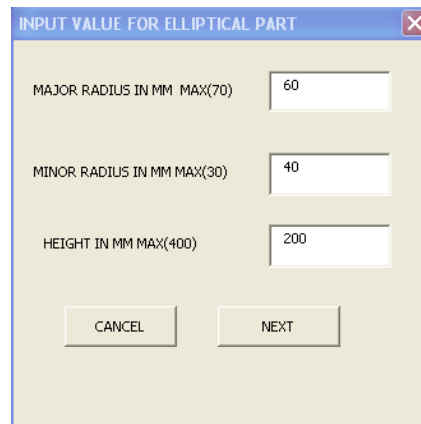 INPUT VALUE FOR ELLIPTICAL PART
MAJOR RADIUS IN MM MAX(70) 60
MINOR RADIUS IN MM MAX(30) 40
HEIGHT IN MM MAX(400) 200
CANCEL NEXT